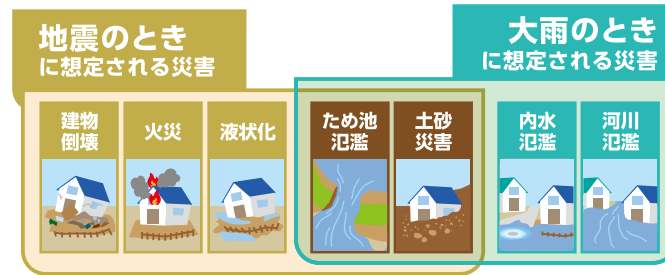 地震のとき
に想定される災害
大雨のとき
に想定される災害
建物
倒壊
火災
液状化
ため池
氾濫
土砂
災害
内水
氾濫
河川
氾濫